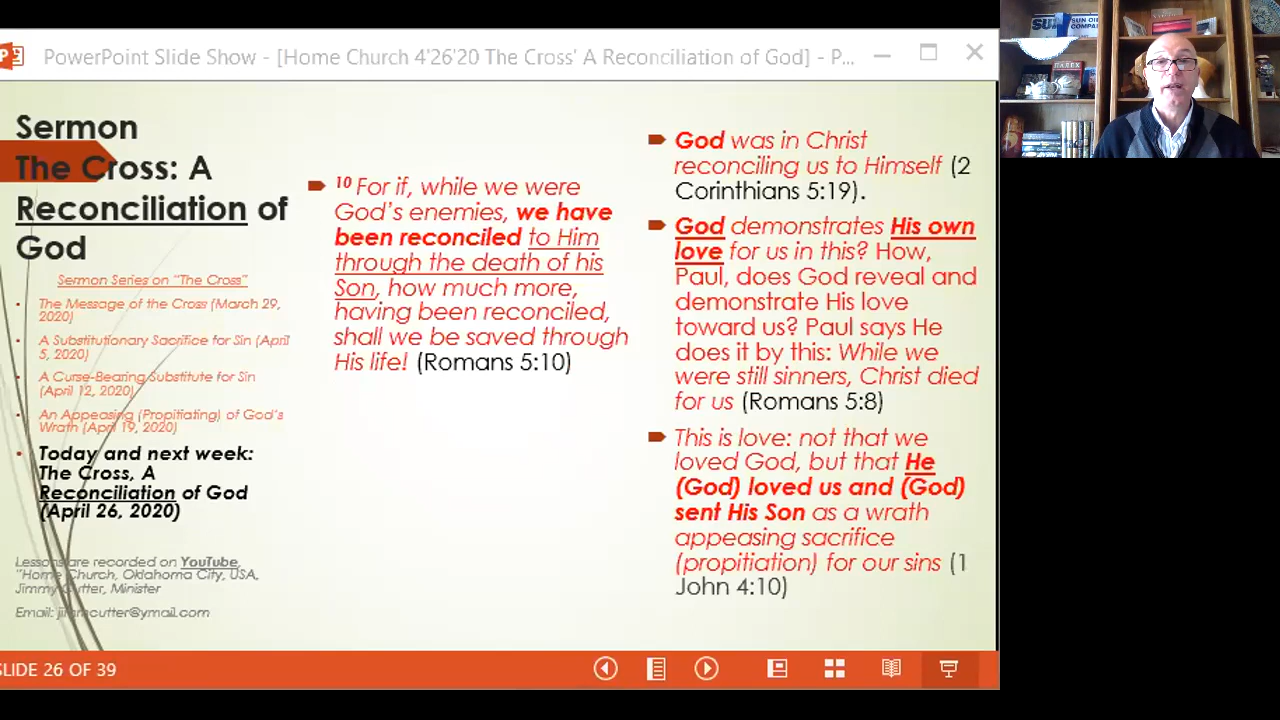 PowerPoint Slide Show - [Home Church 4'26'20 The Cross' A Reconciliation of God] - P...
Sermon
The Cross: A
Reconciliation of
God
Sermon Series on "The Cross"
The Message of the Cross (March 29,
2020)
A Substitutionary Sacrifice for Sin (April
5, 2020)
A Curse-Bearing Substitute for Sin
(April 12, 2020)
An Appeasing (Propitiating) of God's
Wrath (April 19, 2020)
Today and next week:
The Cross, A
Reconciliation of God
(April 26, 2020)
Lessons are recorded on YouTube,
"Home Church, Oklahoma City, USA,
Jimmy Cutter, Minister
Email: jimmcutter@ymail.com
10 For if, while we were
God's enemies, we have
been reconciled to Him
through the death of his
Son, how much more,
having been reconciled,
shall we be saved through
His life! (Romans 5:10)
God was in Christ
reconciling us to Himself (2
Corinthians 5:19).
God demonstrates His own
love for us in this? How,
Paul, does God reveal and
demonstrate His love
toward us? Paul says He
does it by this: While we
were still sinners, Christ died
for us (Romans 5:8)
This is love: not that we
loved God, but that He
(God) loved us and (God)
sent His Son as a wrath
appeasing sacrifice
(propitiation) for our sins (1
John 4:10)
SLIDE 26 OF 39
SUN OIL
COMPANY